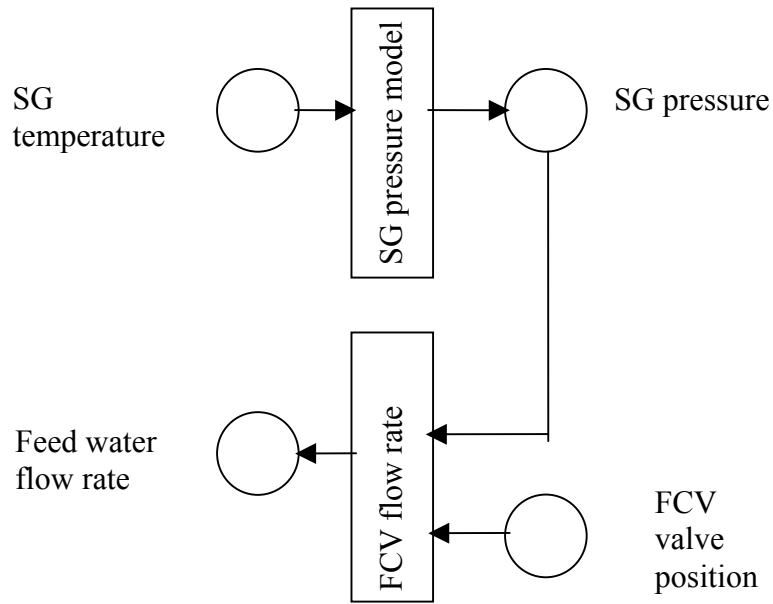 SG
temperature
SG pressure model
SG pressure
Feed water
flow rate
FCV flow rate
FCV
valve
position